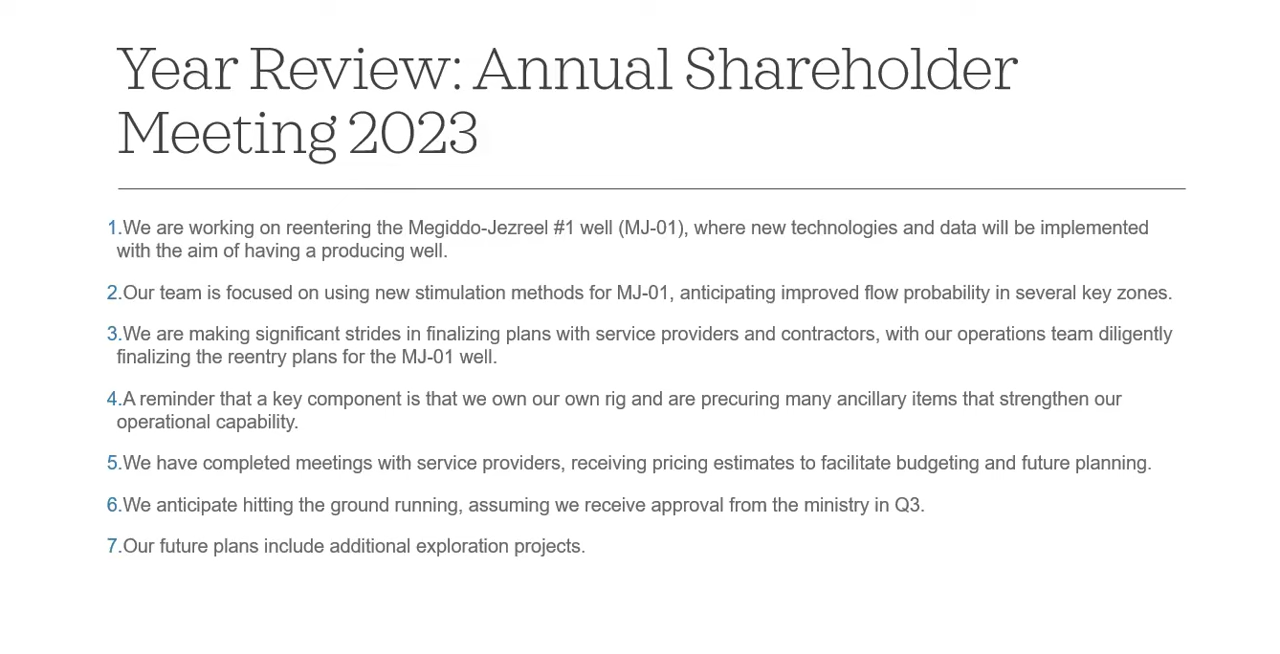 Year Review: Annual Shareholder
Meeting 2023
1.We are working on reentering the Megiddo-Jezreel #1 well (MJ-01), where new technologies and data will be implemented
with the aim of having a producing well.
2.Our team is focused on using new stimulation methods for MJ-01, anticipating improved flow probability in several key zones.
3.We are making significant strides in finalizing plans with service providers and contractors, with our operations team diligently
finalizing the reentry plans for the MJ-01 well.
4.A reminder that a key component is that we own our own rig and are precuring many ancillary items that strengthen our
operational capability.
5.We have completed meetings with service providers, receiving pricing estimates to facilitate budgeting and future planning.
6.We anticipate hitting the ground running, assuming we receive approval from the ministry in Q3.
7.Our future plans include additional exploration projects.